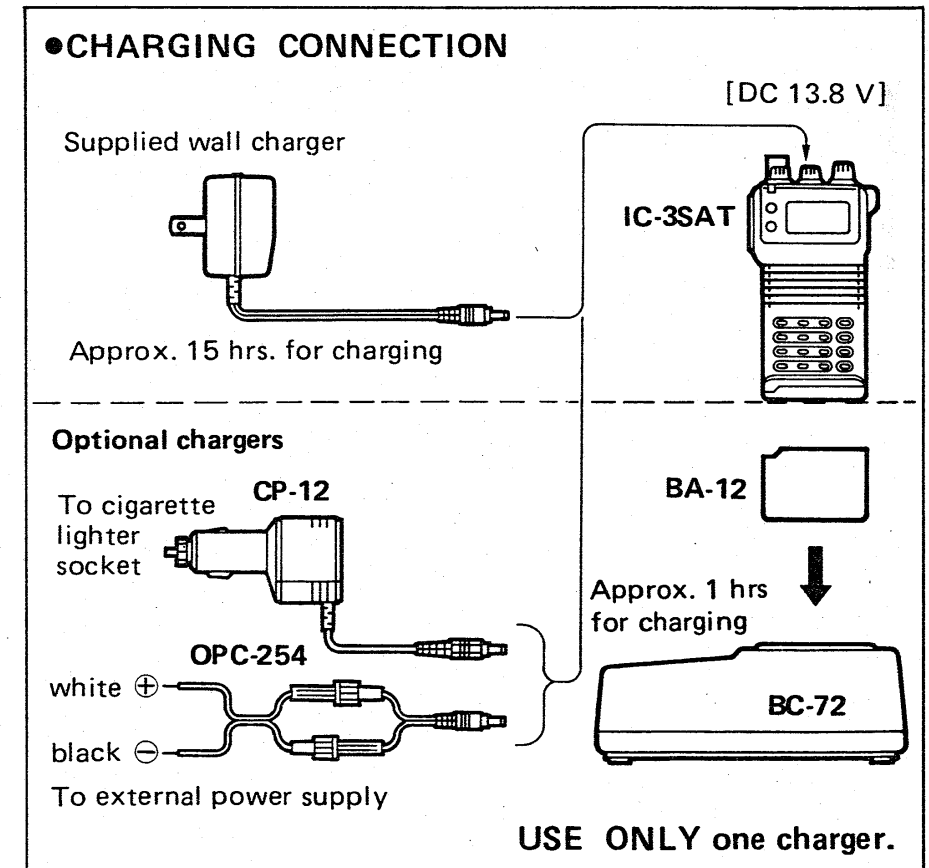 ●CHARGING CONNECTION
[DC 13.8 V]
Supplied wall charger
IC-3SAT
Approx. 15 hrs. for charging
Optional chargers
CP-12
To cigarette
lighter
socket
BA-12
Approx. 1 hrs
for charging
OPC-254
white ⊕
black ⊖
BC-72
To external power supply
USE ONLY one charger.